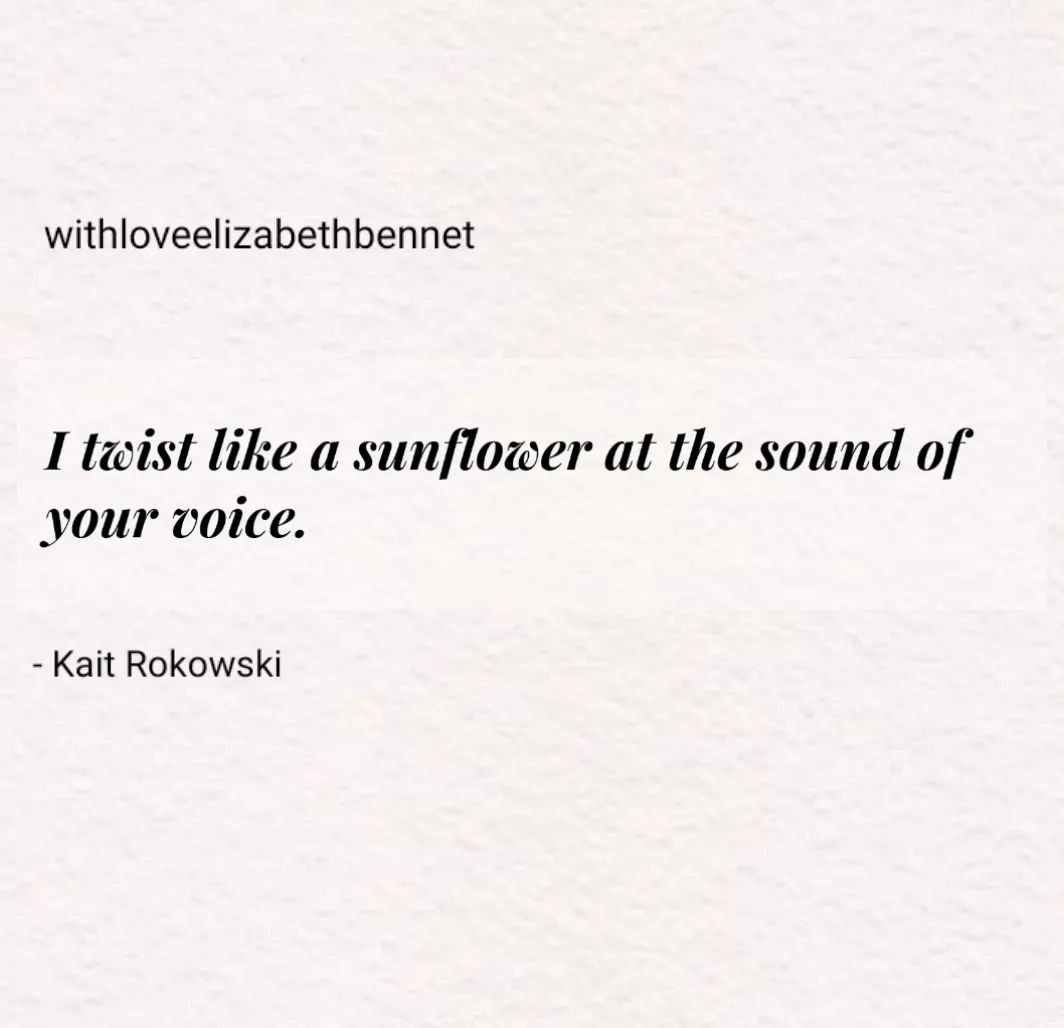 withloveelizabethbennet
I twist like a sunflower at the sound of
your voice.
- Kait Rokowski